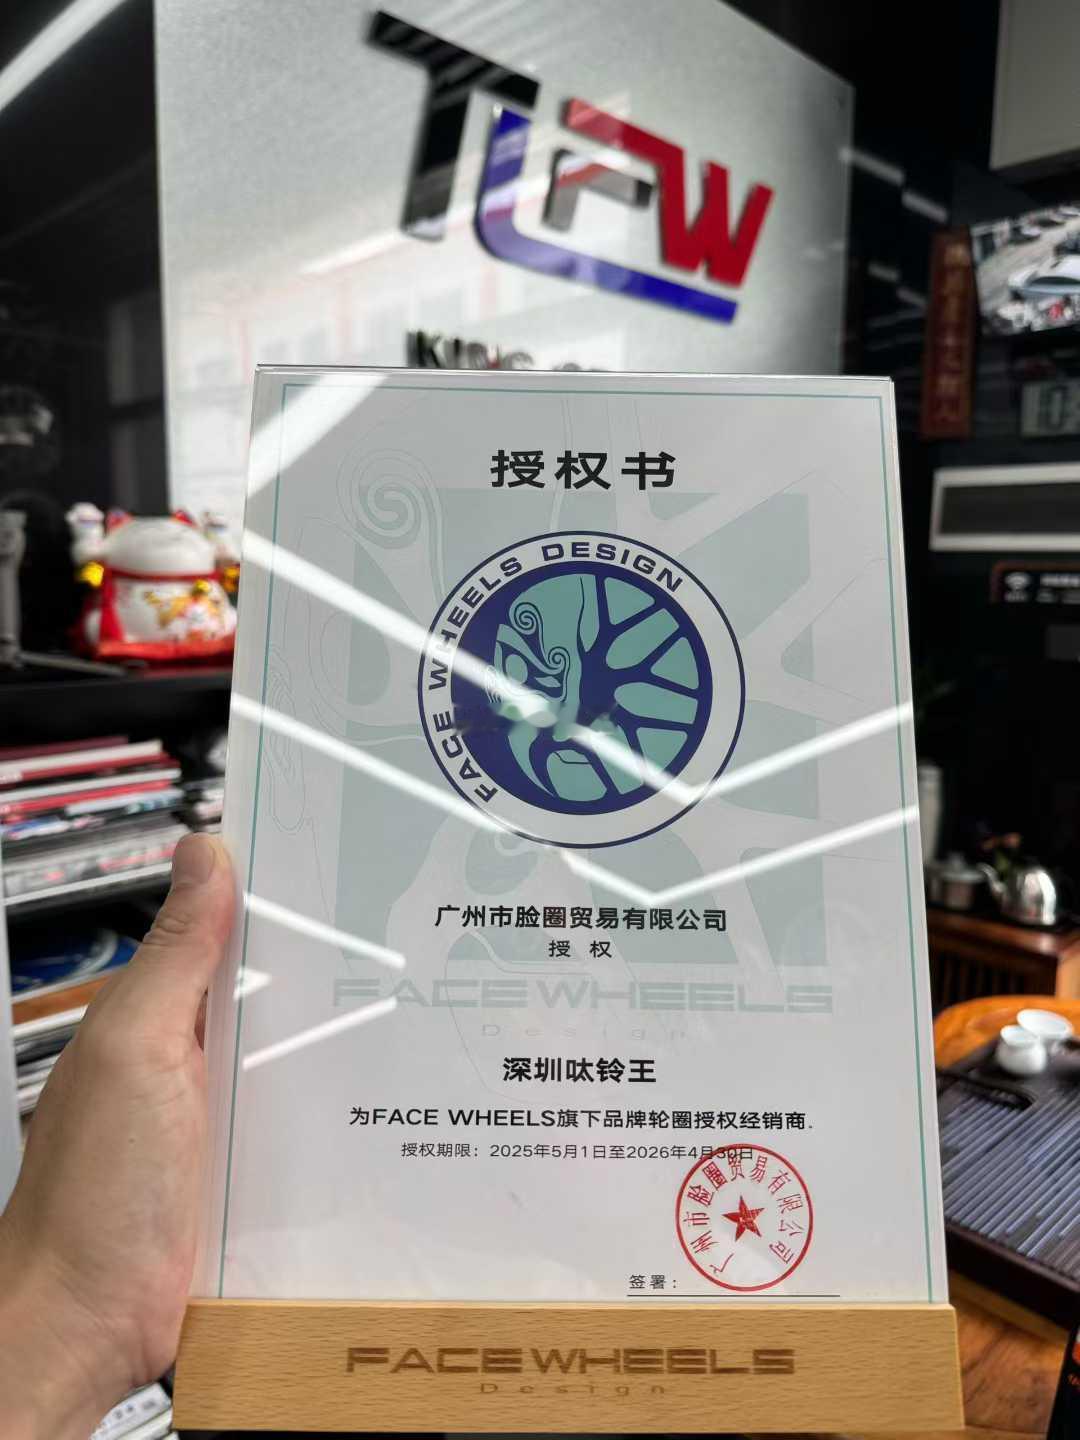 TLFW
授权书
FACE WHEELS DESIGN
广州市脸圈贸易有限公司
授 权
FACE WHEELS
Design
深圳呔铃王
为FACE WHEELS旗下品牌轮圈授权经销商.
授权期限：2025年5月1日至2026年4月30日
广州市脸圈贸易有限公司
签署：
FACE WHEELS
Design